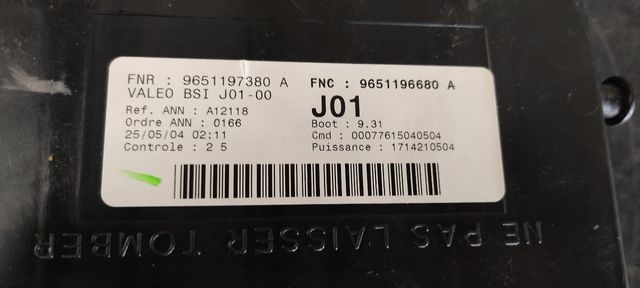 FNR : 9651197380 A
VALEO BSI J01-00
Ref. ANN : A12118
Ordre ANN : 0166
25/05/04 02:11
Controle : 2 5
FNC : 9651196680 A
J01
Boot : 9.31
Cmd : 00077615040504
Puissance : 1714210504
NE PAS LAISSER TOMBER